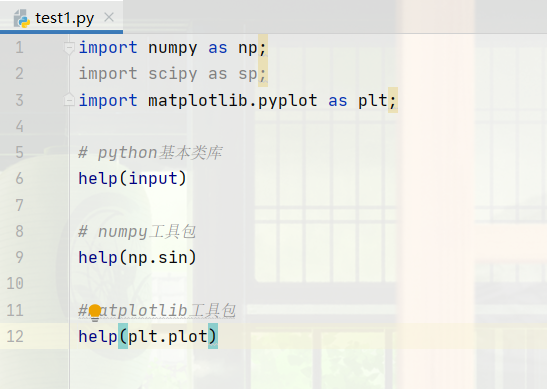 test1.py
1 import numpy as np;
2 import scipy as sp;
3 import matplotlib.pyplot as plt;
4
5 # python基本类库
6 help(input)
7
8 # numpy工具包
9 help(np.sin)
10
11 #atplotlib工具包
12 help(plt.plot)